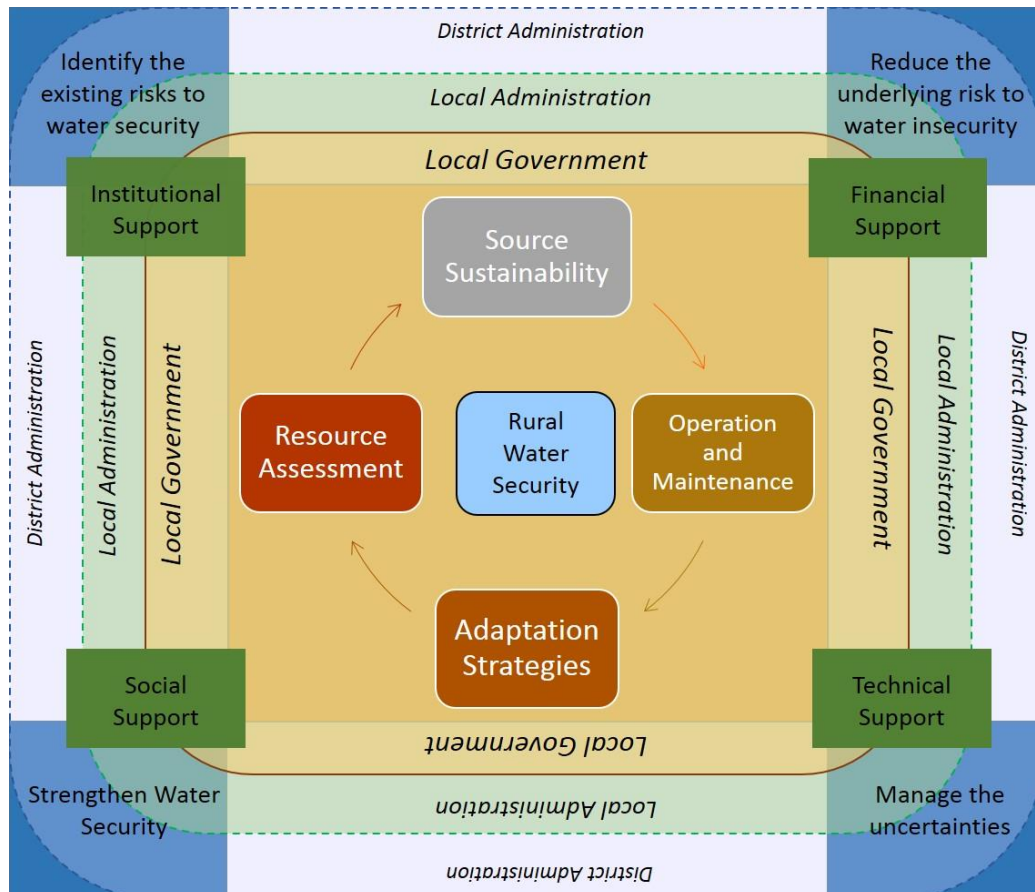 District Administration
Identify the
existing risks to
water security
Reduce the
underlying risk to
water insecurity
Local Administration
Local Government
Institutional
Support
Financial
Support
Source
Sustainability
District Administration
Local Administration
Local Government
Resource
Assessment
Rural
Water
Security
Operation
and
Maintenance
Local Government
Local Administration
District Administration
Adaptation
Strategies
Social
Support
Technical
Support
Local Government
Strengthen Water
Security
Local Administration
Manage the
uncertainties
District Administration